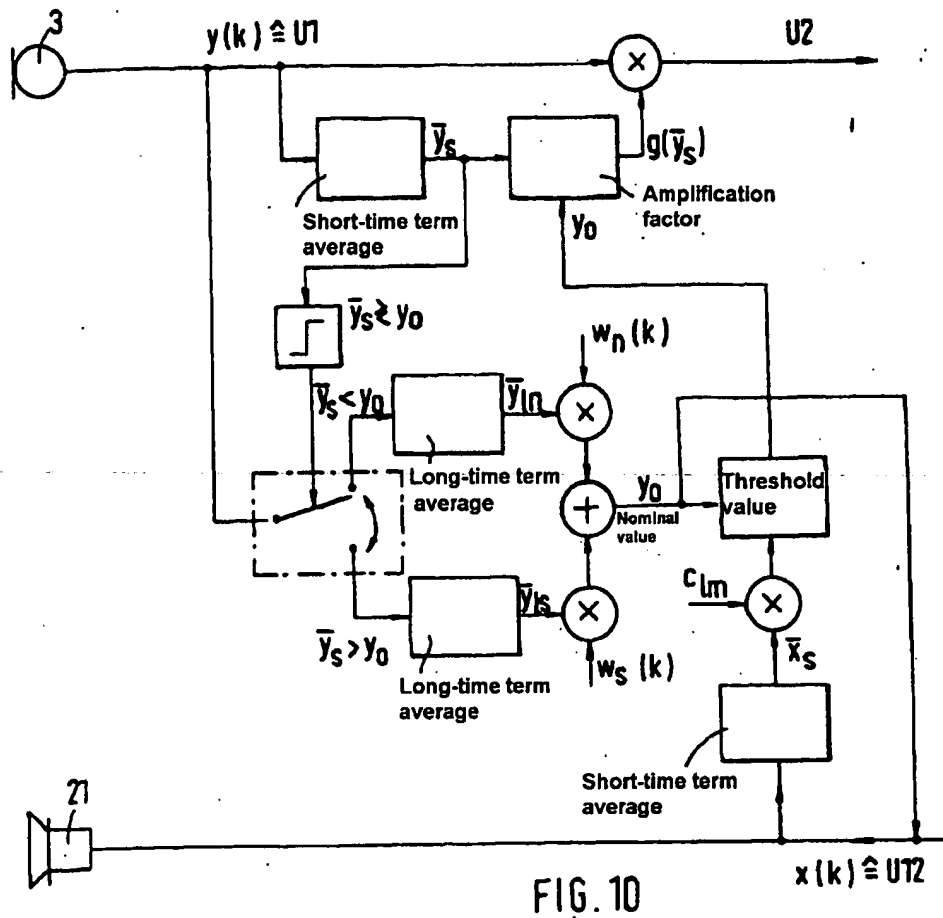 3
y(k) ≙ U1
U2
ȳs
g(ȳs)
Short-time term
average
Amplification
factor
y0
ȳs ≷ y0
wn(k)
ȳs < y0
ȳln
Long-time term
average
y0
Nominal
value
Threshold
value
clm
ȳls
ȳs > y0
ws(k)
x̄s
Long-time term
average
Short-time term
average
21
x(k) ≙ U12
FIG. 10